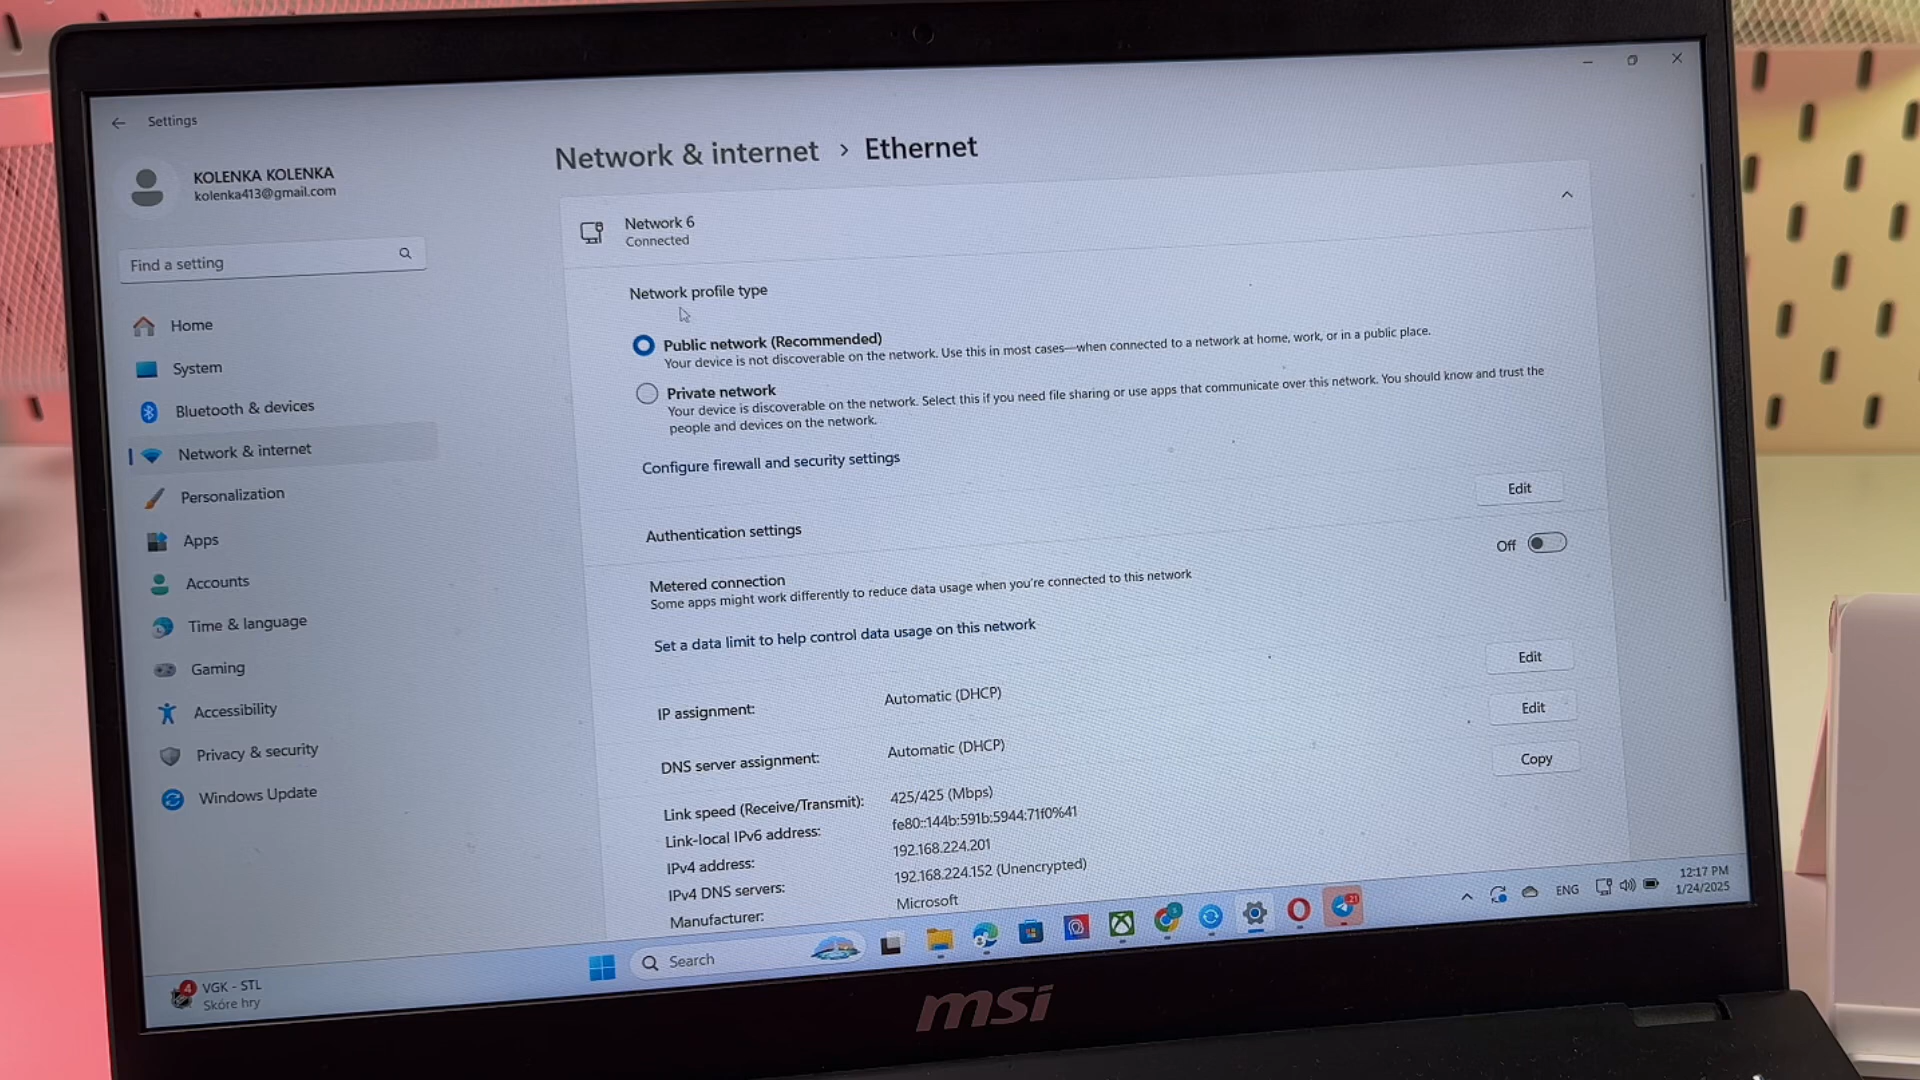 Settings
KOLENKA KOLENKA
kolenka413@gmail.com
Find a setting
Home
System
Bluetooth & devices
Network & internet
Personalization
Apps
Accounts
Time & language
Gaming
Accessibility
Privacy & security
Windows Update
Network & internet > Ethernet
Network 6
Connected
Network profile type
Public network (Recommended)
Your device is not discoverable on the network. Use this in most cases—when connected to a network at home, work, or in a public place.
Private network
Your device is discoverable on the network. Select this if you need file sharing or use apps that communicate over this network. You should know and trust the
people and devices on the network.
Configure firewall and security settings
Authentication settings
Edit
Metered connection
Some apps might work differently to reduce data usage when you're connected to this network
Off
Set a data limit to help control data usage on this network
IP assignment: Automatic (DHCP)
Edit
DNS server assignment: Automatic (DHCP)
Edit
Link speed (Receive/Transmit): 425/425 (Mbps)
Copy
Link-local IPv6 address: fe80::144b:591b:5944:71f0%41
IPv4 address: 192.168.224.201
IPv4 DNS servers: 192.168.224.152 (Unencrypted)
Manufacturer: Microsoft
4
VGK - STL
Skóre hry
Search
21
ENG
12:17 PM
1/24/2025
msi